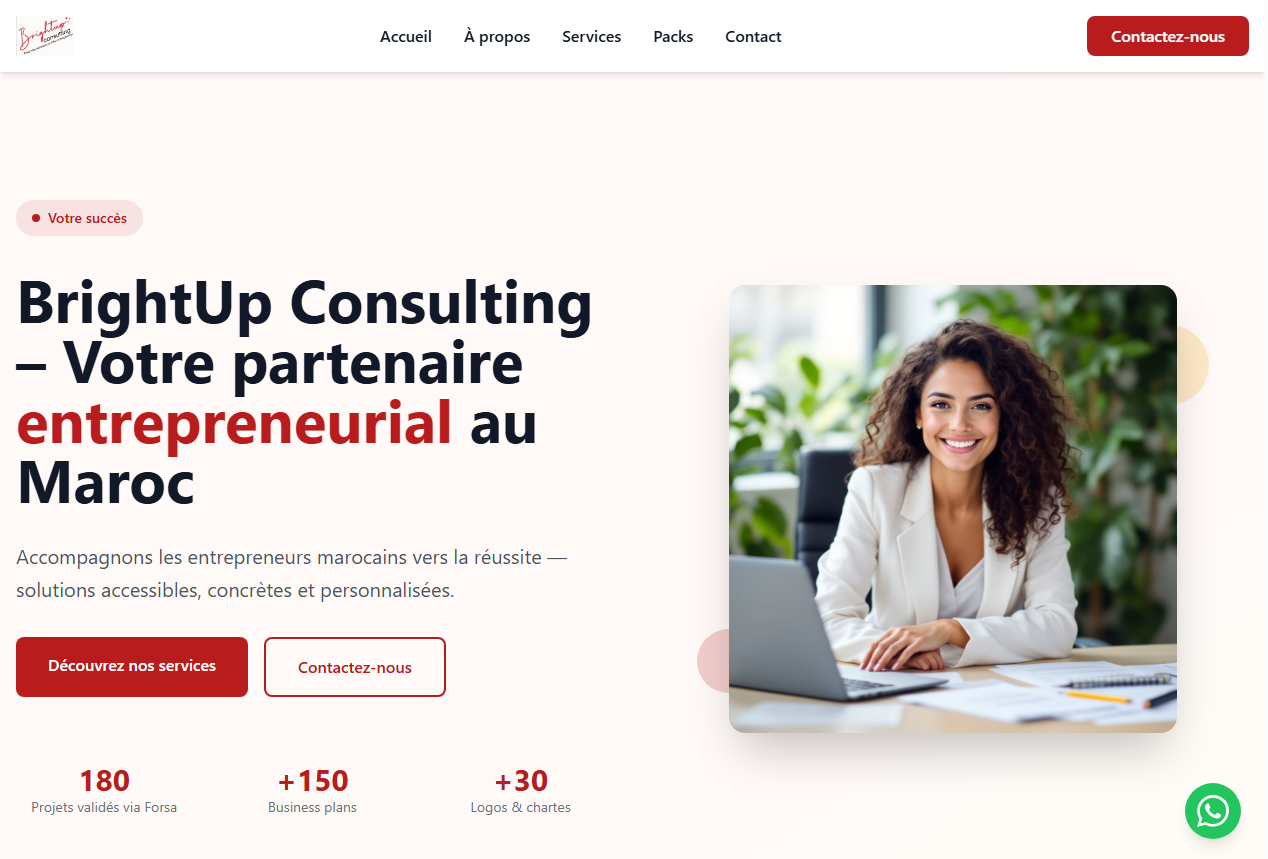 Brightup
consulting
Accueil À propos Services Packs Contact
Contactez-nous
Votre succès
BrightUp Consulting
– Votre partenaire
entrepreneurial au
Maroc
Accompagnons les entrepreneurs marocains vers la réussite —
solutions accessibles, concrètes et personnalisées.
Découvrez nos services
Contactez-nous
180
Projets validés via Forsa
+150
Business plans
+30
Logos & chartes